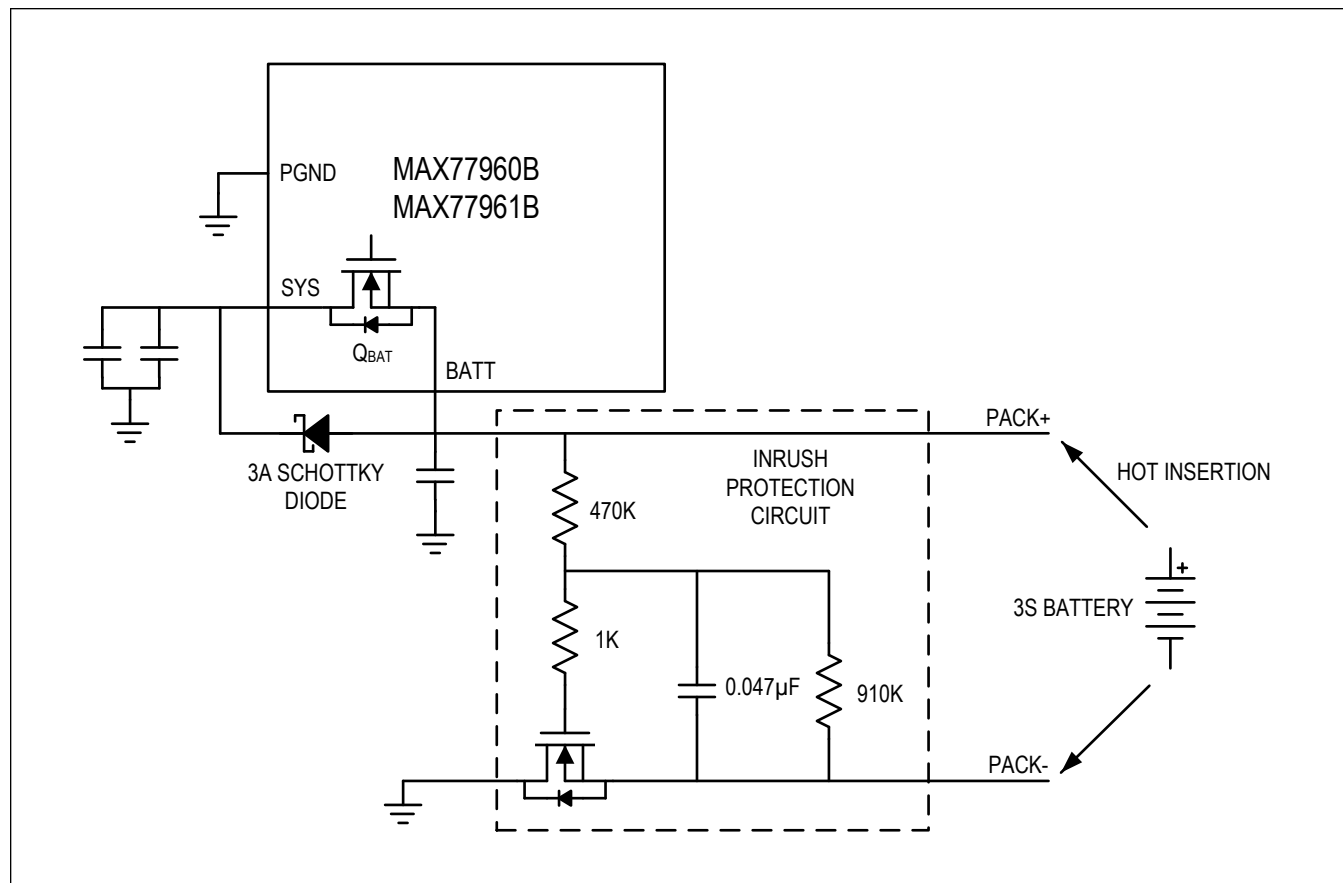 PGND
MAX77960B
MAX77961B
SYS
QBAT
BATT
PACK+
3A SCHOTTKY
DIODE
INRUSH
PROTECTION
CIRCUIT
HOT INSERTION
470K
+
3S BATTERY
1K
0.047µF
910K
PACK-